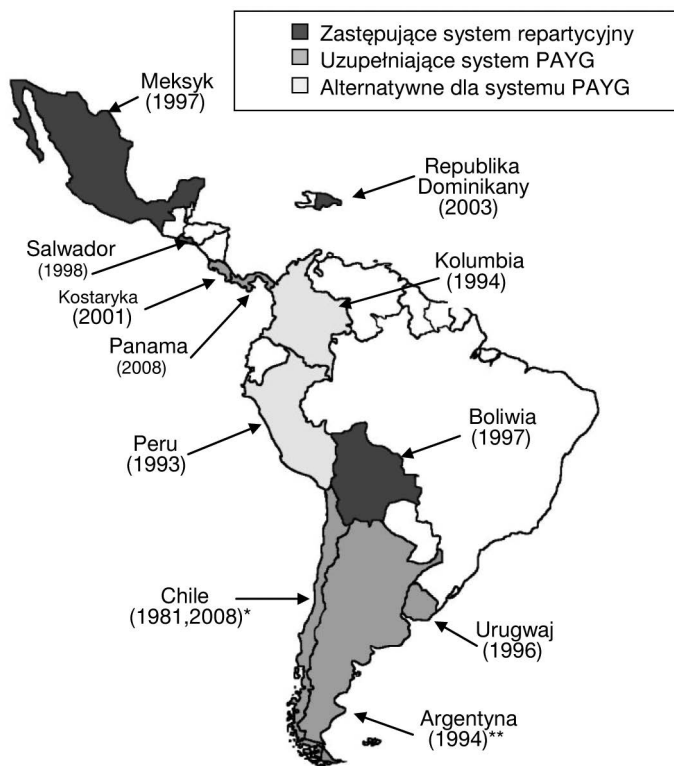 Zastępujące system repartycyjny
Uzupełniające system PAYG
Alternatywne dla systemu PAYG
Meksyk
(1997)
Republika
Dominikany
(2003)
Salwador
(1998)
Kolumbia
(1994)
Kostaryka
(2001)
Panama
(2008)
Boliwia
(1997)
Peru
(1993)
Chile
(1981,2008)*
Urugwaj
(1996)
Argentyna
(1994)**